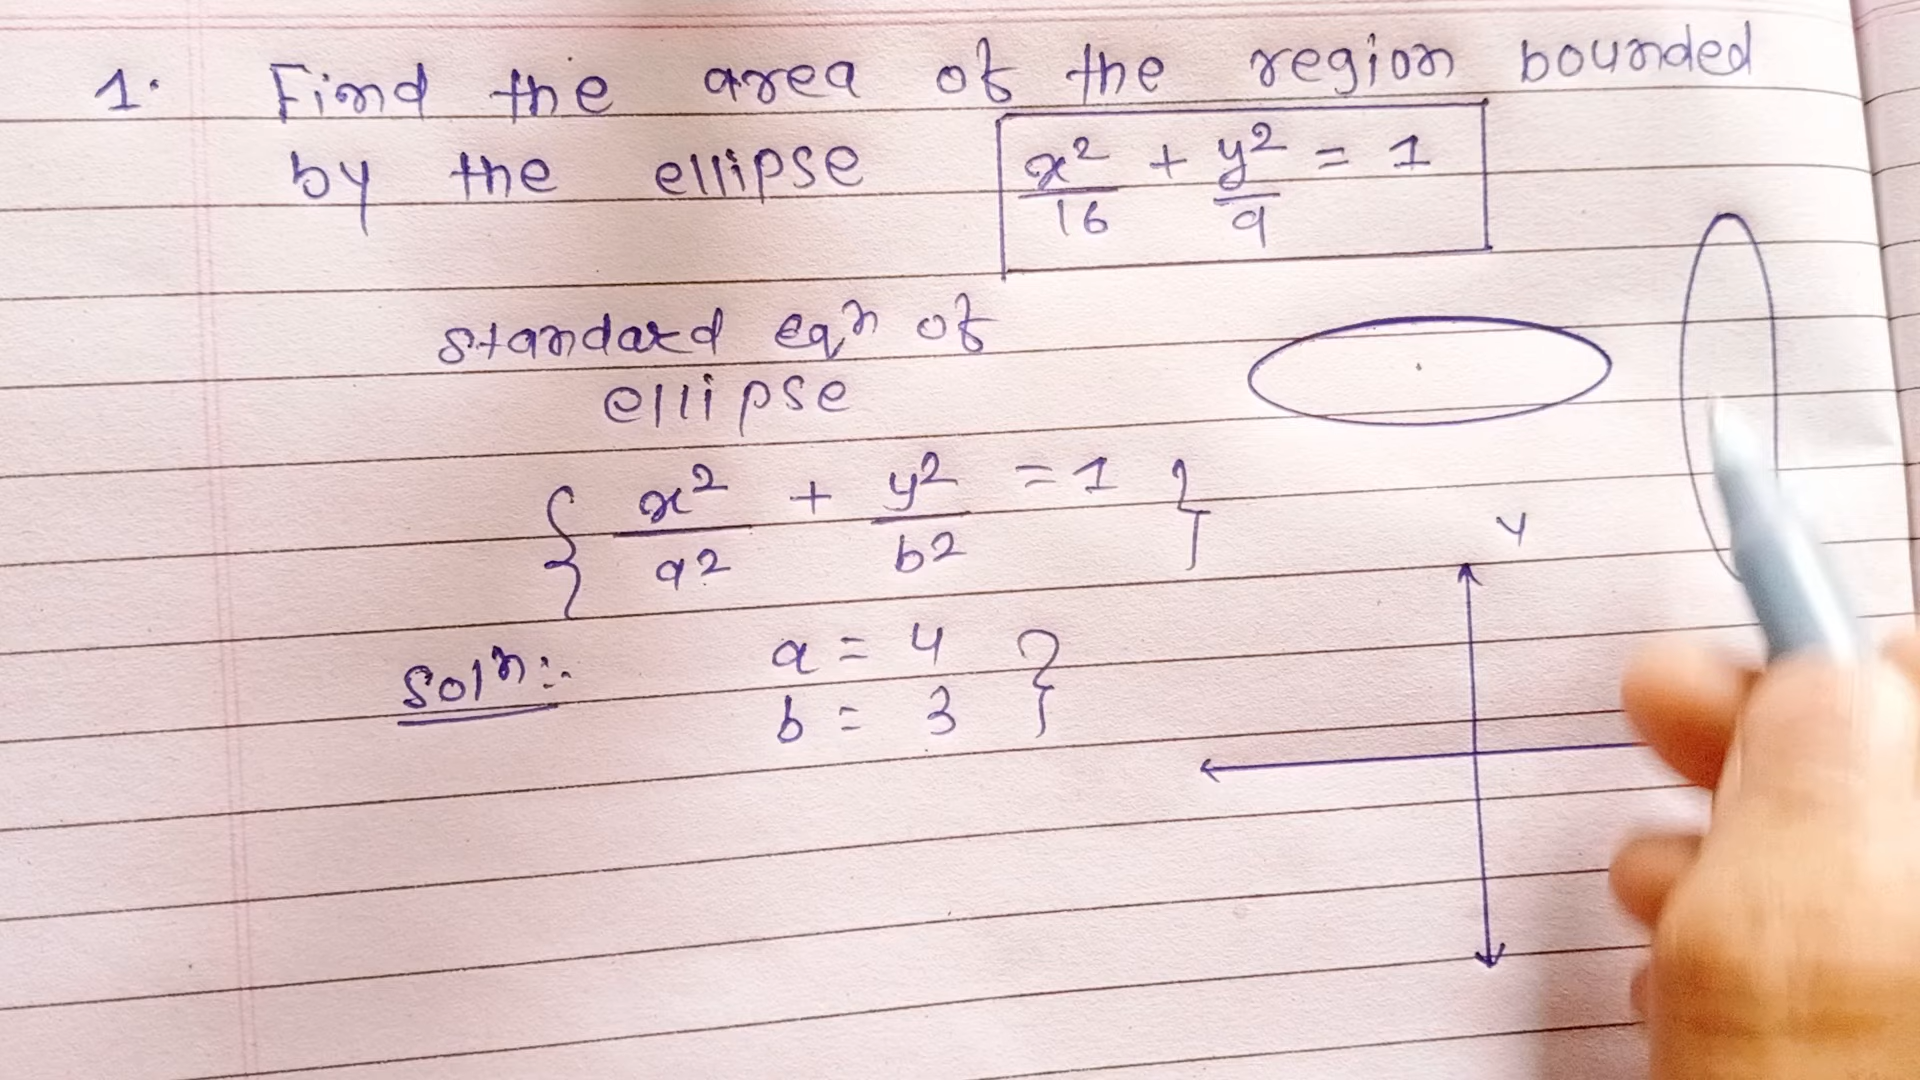 1. Find the area of the region bounded
by the ellipse x²/16 + y²/9 = 1
standard eqn of
ellipse
{ x²/a² + y²/b² = 1 }
Soln:.
a = 4 }
b = 3
Y